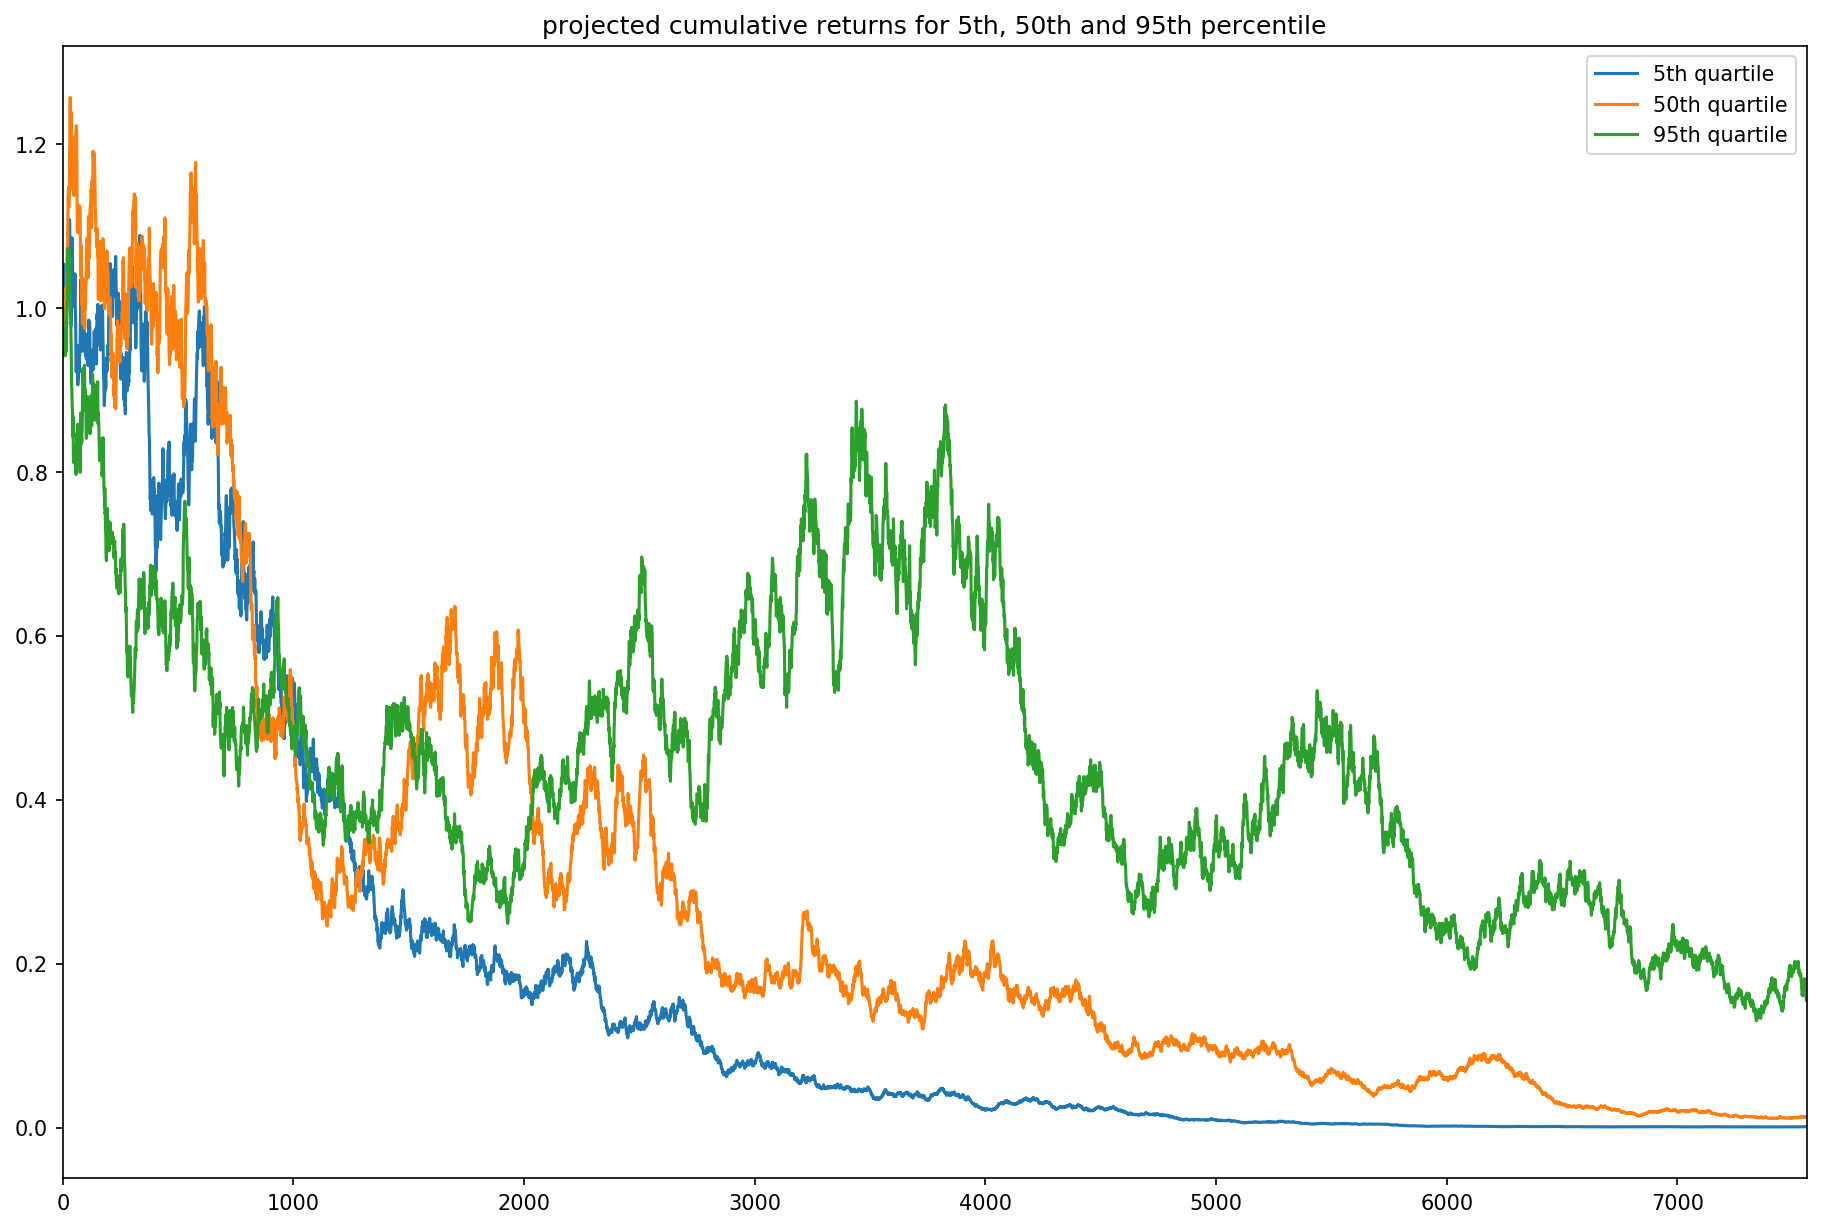 projected cumulative returns for 5th, 50th and 95th percentile
5th quartile
50th quartile
95th quartile
1.2
1.0
0.8
0.6
0.4
0.2
0.0
0 1000 2000 3000 4000 5000 6000 7000